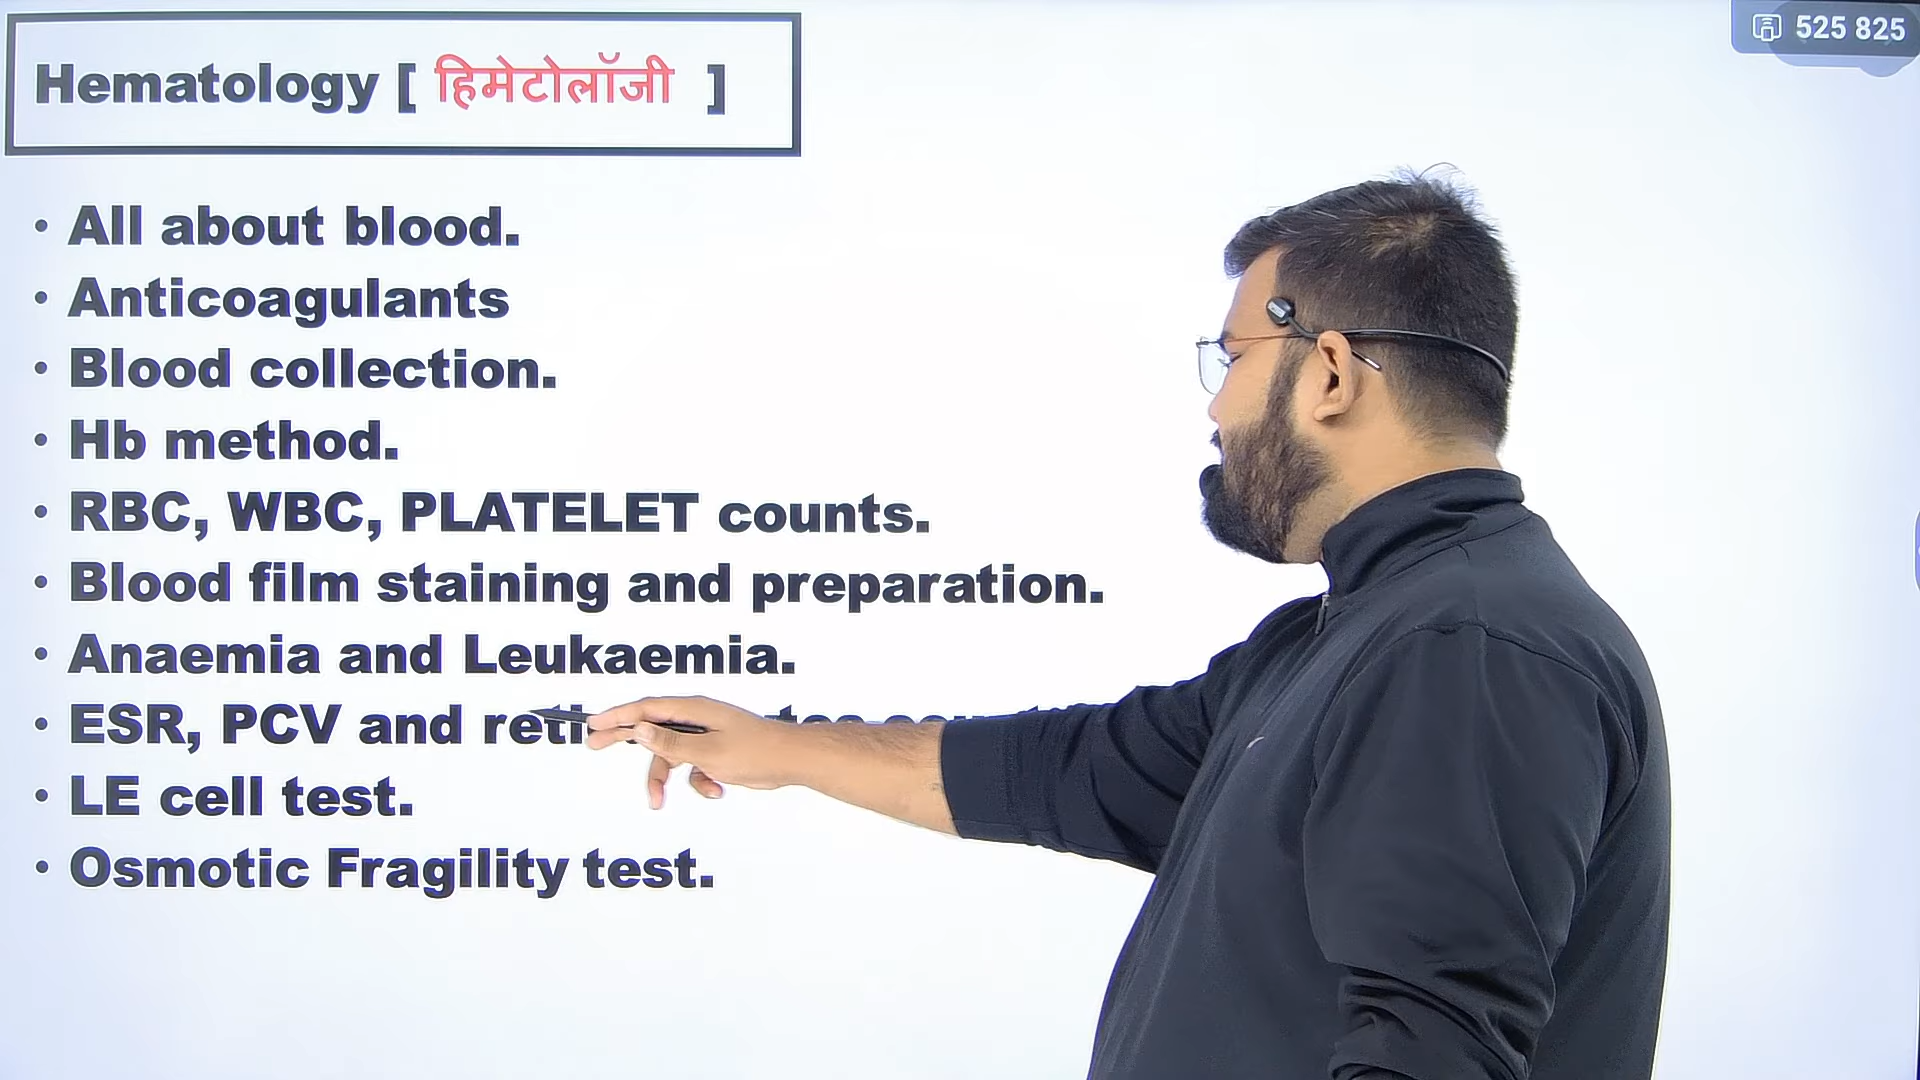 525 825
Hematology [ हिमेटोलॉजी ]
• All about blood.
• Anticoagulants
• Blood collection.
• Hb method.
• RBC, WBC, PLATELET counts.
• Blood film staining and preparation.
• Anaemia and Leukaemia.
• ESR, PCV and
• LE cell test.
• Osmotic Fragility test.